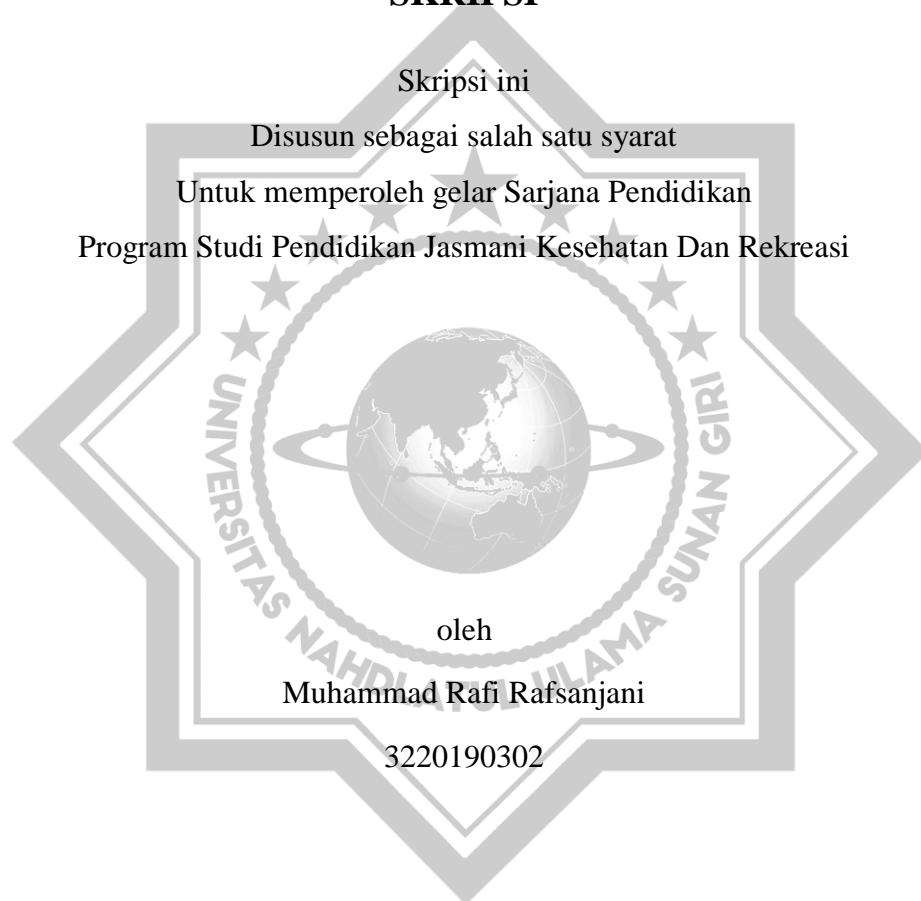 SKRIPSI
Skripsi ini
Disusun sebagai salah satu syarat
Untuk memperoleh gelar Sarjana Pendidikan
Program Studi Pendidikan Jasmani Kesehatan Dan Rekreasi
UNIVERSITAS NAHDLATUL ULAMA SUNAN GIRI
oleh
Muhammad Rafi Rafsanjani
3220190302